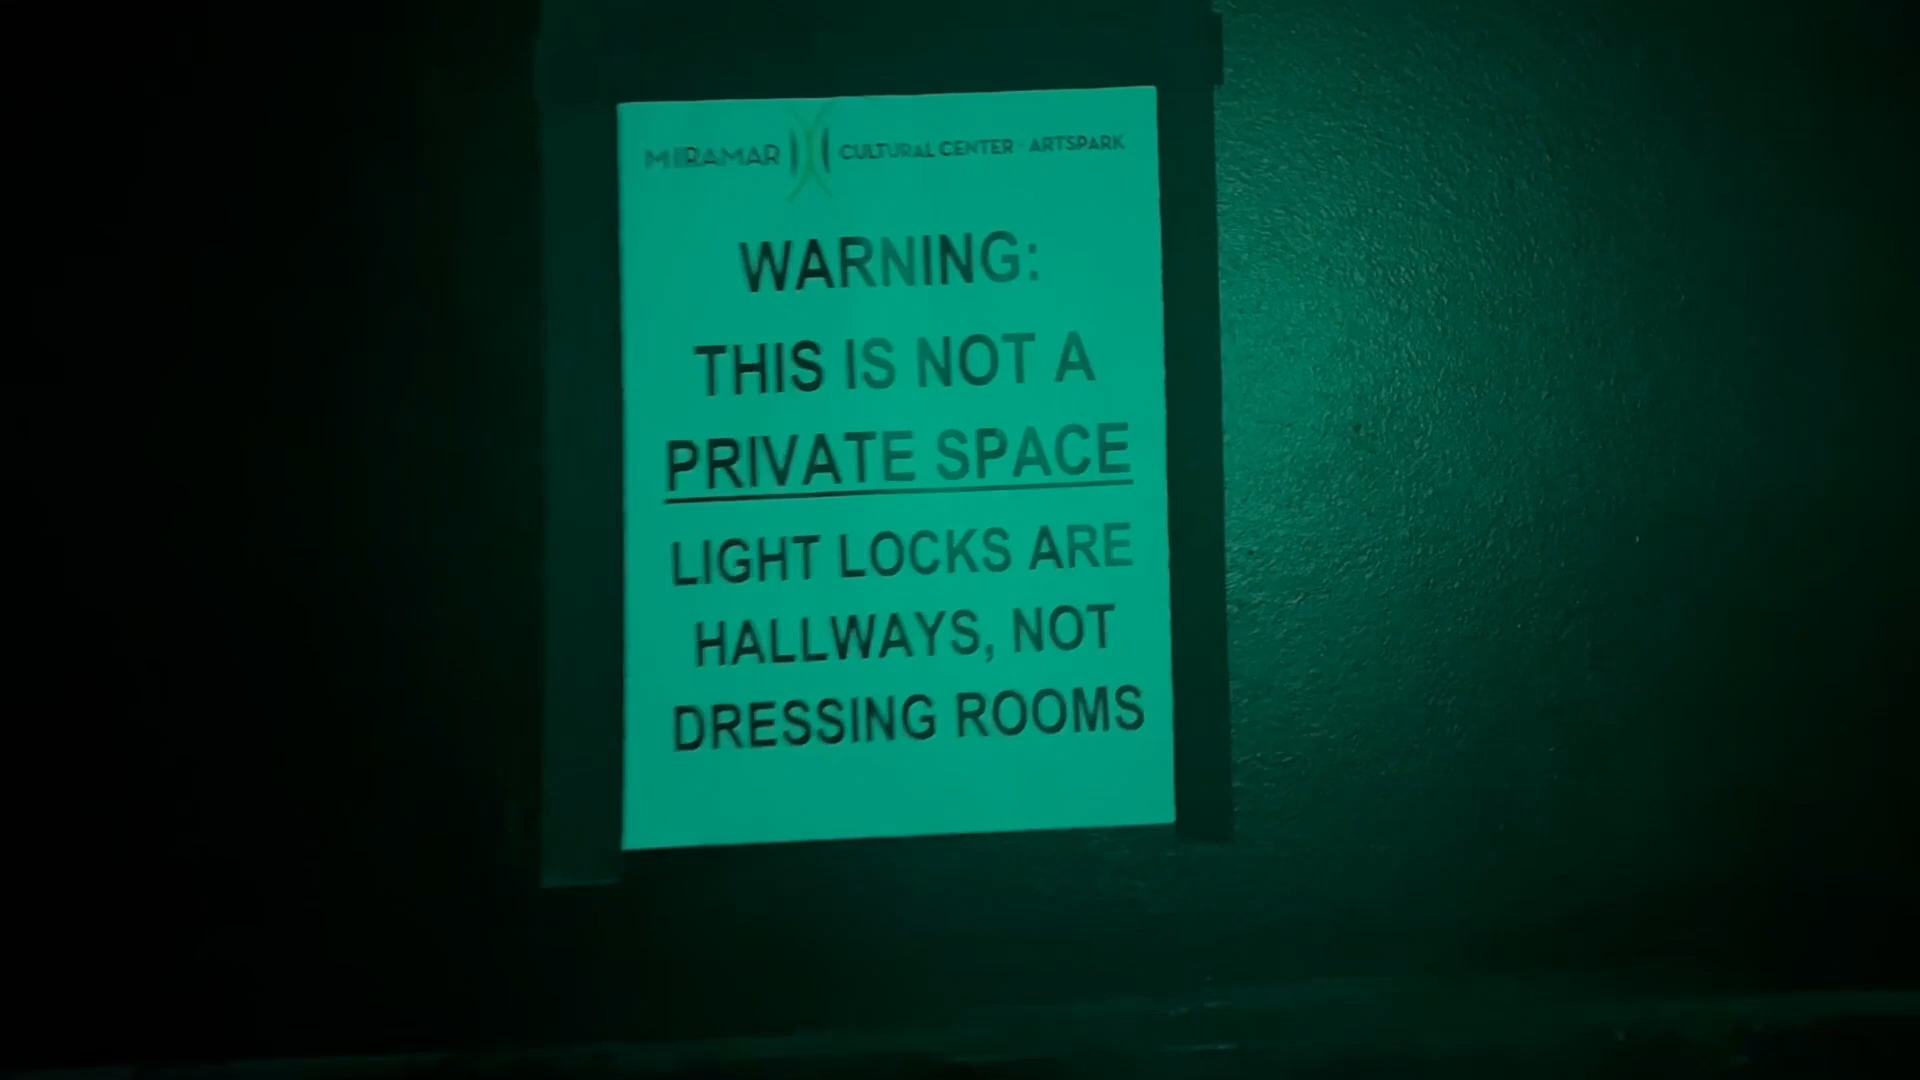 MIRAMAR CULTURAL CENTER · ARTSPARK
WARNING:
THIS IS NOT A
PRIVATE SPACE
LIGHT LOCKS ARE
HALLWAYS, NOT
DRESSING ROOMS